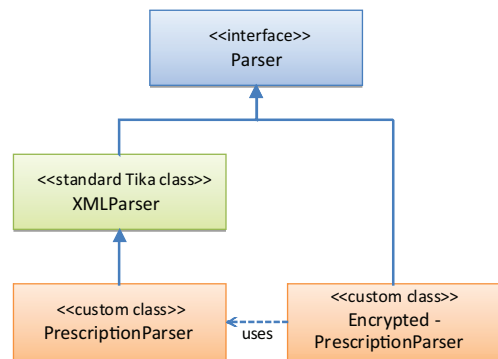 <<interface>>
Parser
<<standard Tika class>>
XMLParser
<<custom class>>
PrescriptionParser
uses
<<custom class>>
Encrypted -
PrescriptionParser